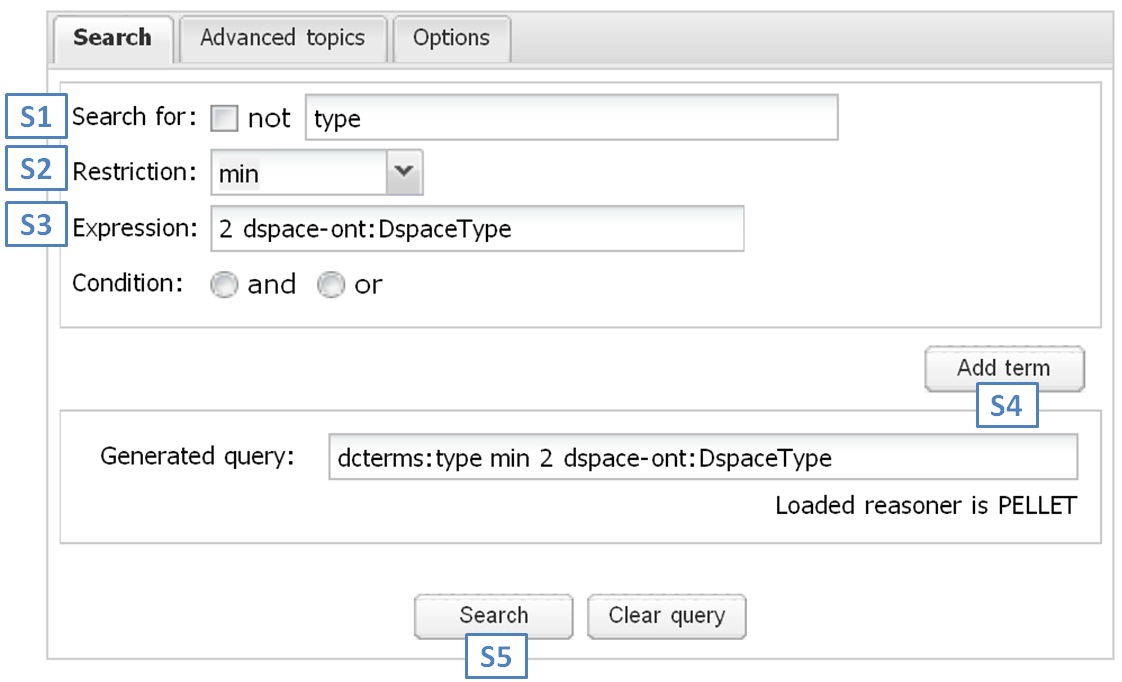 Search Advanced topics Options
S1 Search for: not type
S2 Restriction: min
S3 Expression: 2 dspace-ont:DspaceType
Condition: and or
Add term
S4
Generated query: dcterms:type min 2 dspace-ont:DspaceType
Loaded reasoner is PELLET
Search Clear query
S5